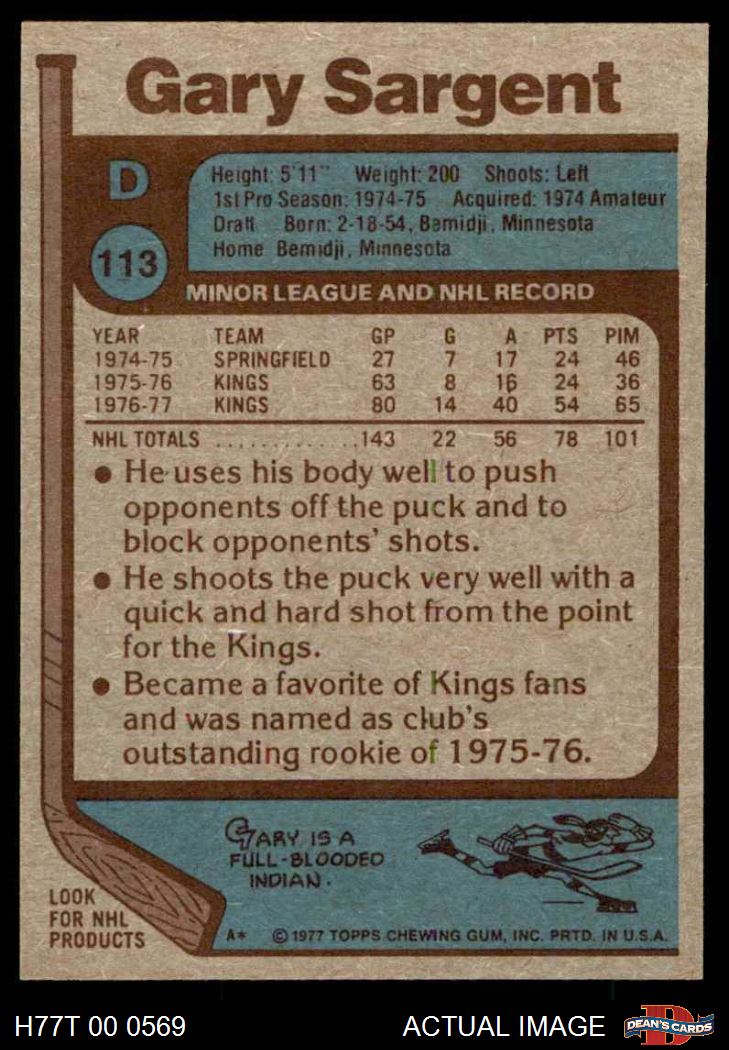 Gary Sargent
D
Height: 5'11" Weight: 200 Shoots: Left
1st Pro Season: 1974-75 Acquired: 1974 Amateur
Draft Born: 2-18-54, Bemidji, Minnesota
Home Bemidji, Minnesota
113
MINOR LEAGUE AND NHL RECORD
YEAR TEAM GP G A PTS PIM
1974-75 SPRINGFIELD 27 7 17 24 46
1975-76 KINGS 63 8 16 24 36
1976-77 KINGS 80 14 40 54 65
NHL TOTALS .............143 22 56 78 101
● He uses his body well to push
opponents off the puck and to
block opponents' shots.
● He shoots the puck very well with a
quick and hard shot from the point
for the Kings.
● Became a favorite of Kings fans
and was named as club's
outstanding rookie of 1975-76.
GARY IS A
FULL-BLOODED
INDIAN.
LOOK
FOR NHL
PRODUCTS
A* © 1977 TOPPS CHEWING GUM, INC. PRTD. IN U.S.A.
H77T 00 0569 ACTUAL IMAGE DEAN'S CARDS